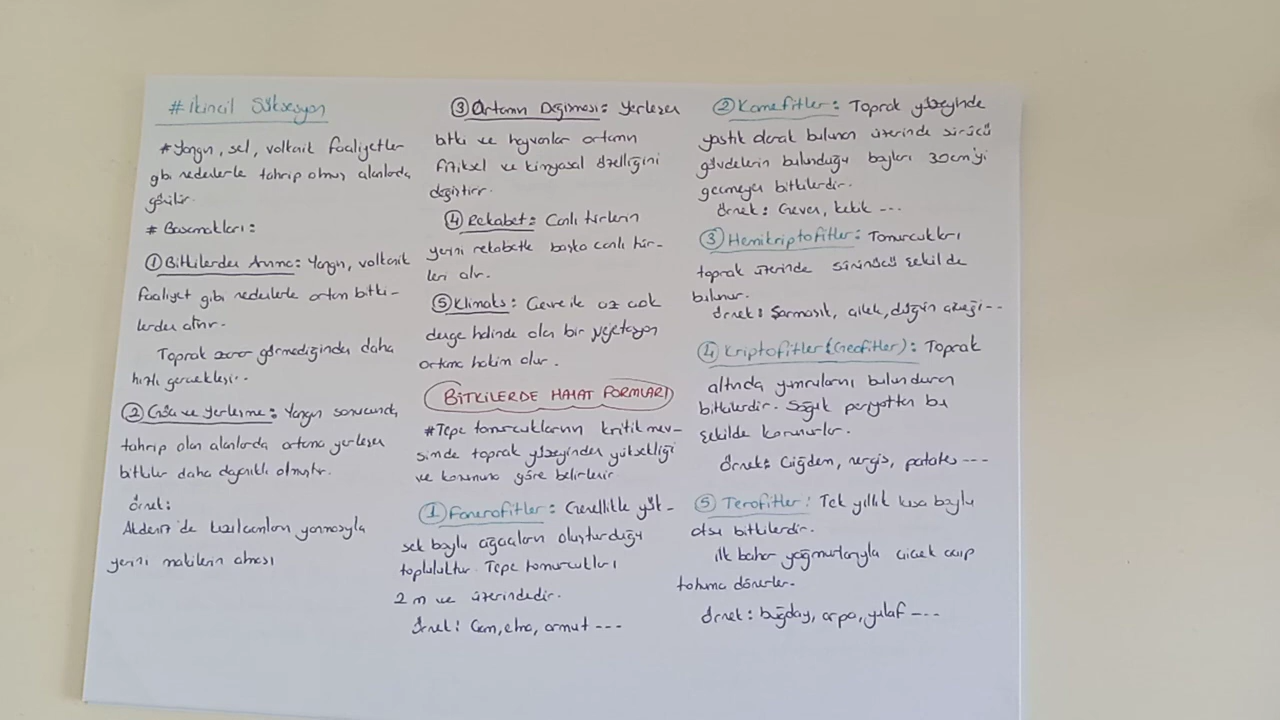 # İkincil Süksesyon
* Yangın, sel, volkaik faaliyetler
gibi nedenlerle tahrip olmuş alanlarda
görülür.
# Basamakları:
① Bitkilerden Arınma: Yangın, volkaik
faaliyet gibi nedenlerle ortam bitki-
lerden arınır.
Toprak zarar görmediğinden daha
hızlı gerçekleşir.
② Göç ve yerleşme: Yangın sonucunda,
tahrip olan alanlarda ortama yerleşen
bitkiler daha dayanıklı olmuştur.
Örnek:
Akdeniz'de kızılçamların yanmasıyla
yerini makilerin alması
③ Ortamın Değişmesi: Yerleşen
bitki ve hayvanlar ortamın
fiziksel ve kimyasal özelliğini
değiştirir.
④ Rekabet: Canlı türlerin
yerini rekabetle başka canlı tür-
leri alır.
⑤ Klimaks: Çevre ile az çok
denge halinde olan bir vejetasyon
ortama hakim olur.
BİTKİLERDE HAYAT FORMLARI
* Tepe tomurcuklarının kritik mev-
simde toprak yüzeyinden yüksekliği
ve konumuna göre belirlenir
① Fanerofitler: Genellikle yük-
sek boylu ağaçların oluşturduğu
topluluktur. Tepe tomurcukları
2 m ve üzerindedir.
Örnek: Çam, elma, armut ---
② Kamefitler: Toprak yüzeyinde
yastık olarak bulunan üzerinde sürücü
gövdelerin bulunduğu boyları 30cm'yi
geçmeyen bitkilerdir.
Örnek: Geven, kekik ---
③ Hemikriptofitler: Tomurcukları
toprak üzerinde sürünücü şekilde
bulunur.
Örnek: Sarmaşık, çilek, düğün çiçeği ---
④ Kriptofitler (Geofitler): Toprak
altında yumrularını bulunduran
bitkilerdir. Soğuk periyottan bu
şekilde korunurlar.
Örnek: Çiğdem, nergis, patates ---
⑤ Terofitler: Tek yıllık kısa boylu
otsu bitkilerdir.
İlk bahar yağmurlarıyla çiçek açıp
tohuma dönerler.
Örnek: buğday, arpa, yulaf ---